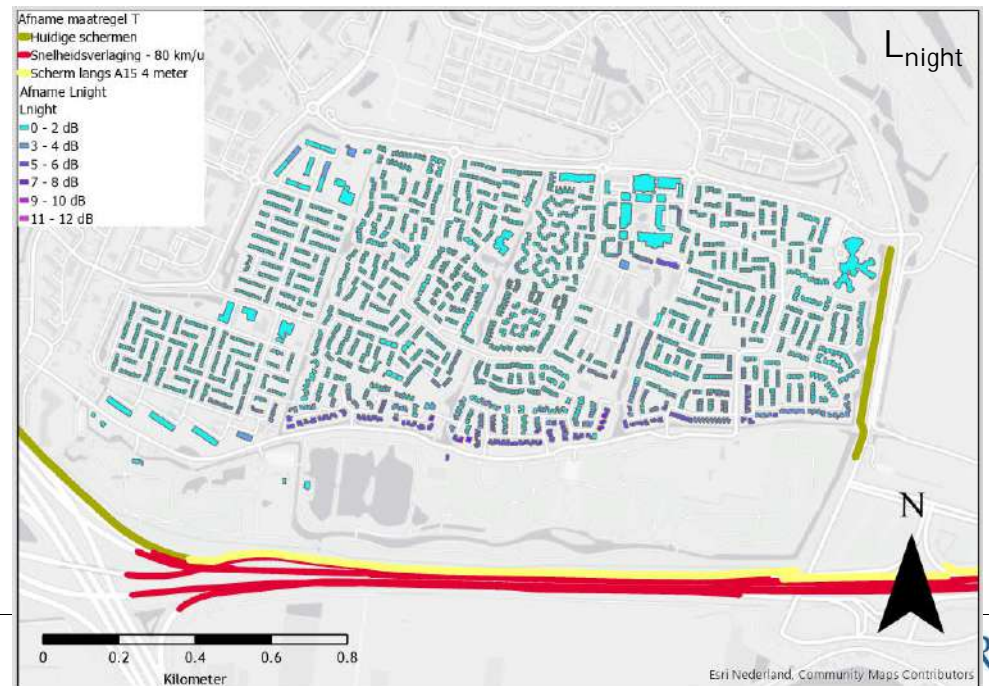 Afname maatregel T
Huidige schermen
Snelheidsverlaging - 80 km/u
Scherm langs A15 4 meter
Afname Lnight
Lnight
0 - 2 dB
3 - 4 dB
5 - 6 dB
7 - 8 dB
9 - 10 dB
11 - 12 dB
Lnight
N
0 0.2 0.4 0.6 0.8
Kilometer
Esri Nederland, Community Maps Contributors